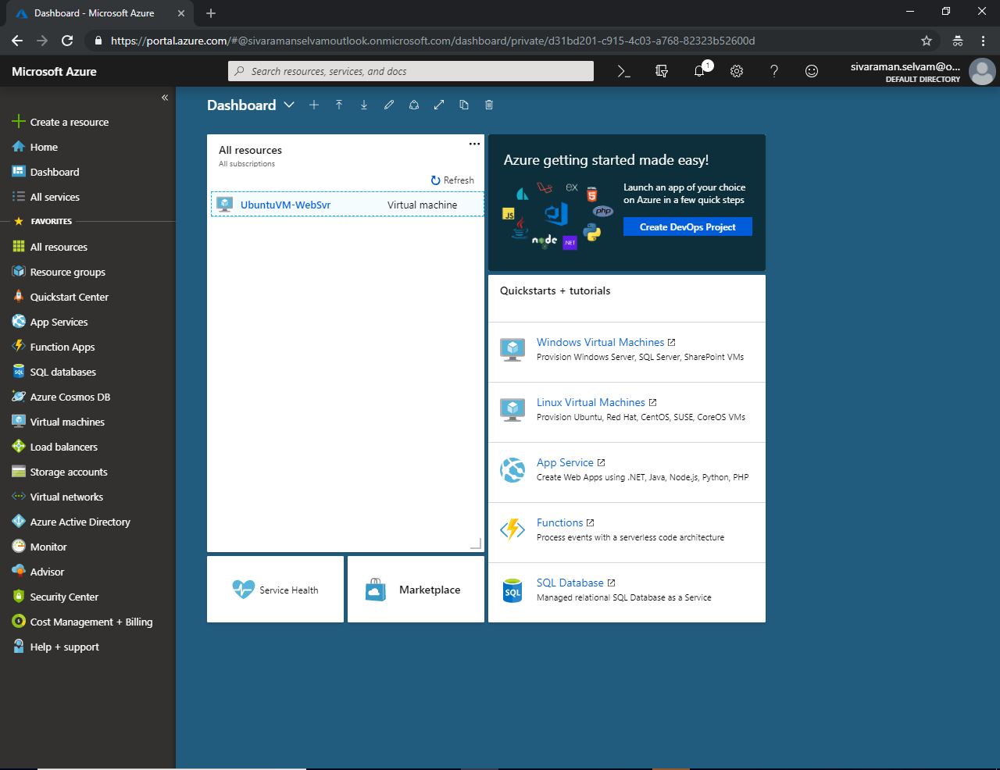 Dashboard - Microsoft Azure
https://portal.azure.com/#@sivaramanselvamoutlook.onmicrosoft.com/dashboard/private/d31bd201-c915-4c03-a768-82323b52600d
Microsoft Azure
Search resources, services, and docs
1
sivaraman.selvam@o...
DEFAULT DIRECTORY
Create a resource
Home
Dashboard
All services
FAVORITES
All resources
Resource groups
Quickstart Center
App Services
Function Apps
SQL databases
Azure Cosmos DB
Virtual machines
Load balancers
Storage accounts
Virtual networks
Azure Active Directory
Monitor
Advisor
Security Center
Cost Management + Billing
Help + support
Dashboard
All resources
All subscriptions
Refresh
UbuntuVM-WebSvr Virtual machine
Service Health
Marketplace
Azure getting started made easy!
EX
HTML
5
JS
php
node
NET
Launch an app of your choice
on Azure in a few quick steps
Create DevOps Project
Quickstarts + tutorials
Windows Virtual Machines
Provision Windows Server, SQL Server, SharePoint VMs
Linux Virtual Machines
Provision Ubuntu, Red Hat, CentOS, SUSE, CoreOS VMs
App Service
Create Web Apps using .NET, Java, Node.js, Python, PHP
Functions
Process events with a serverless code architecture
SQL
SQL Database
Managed relational SQL Database as a Service